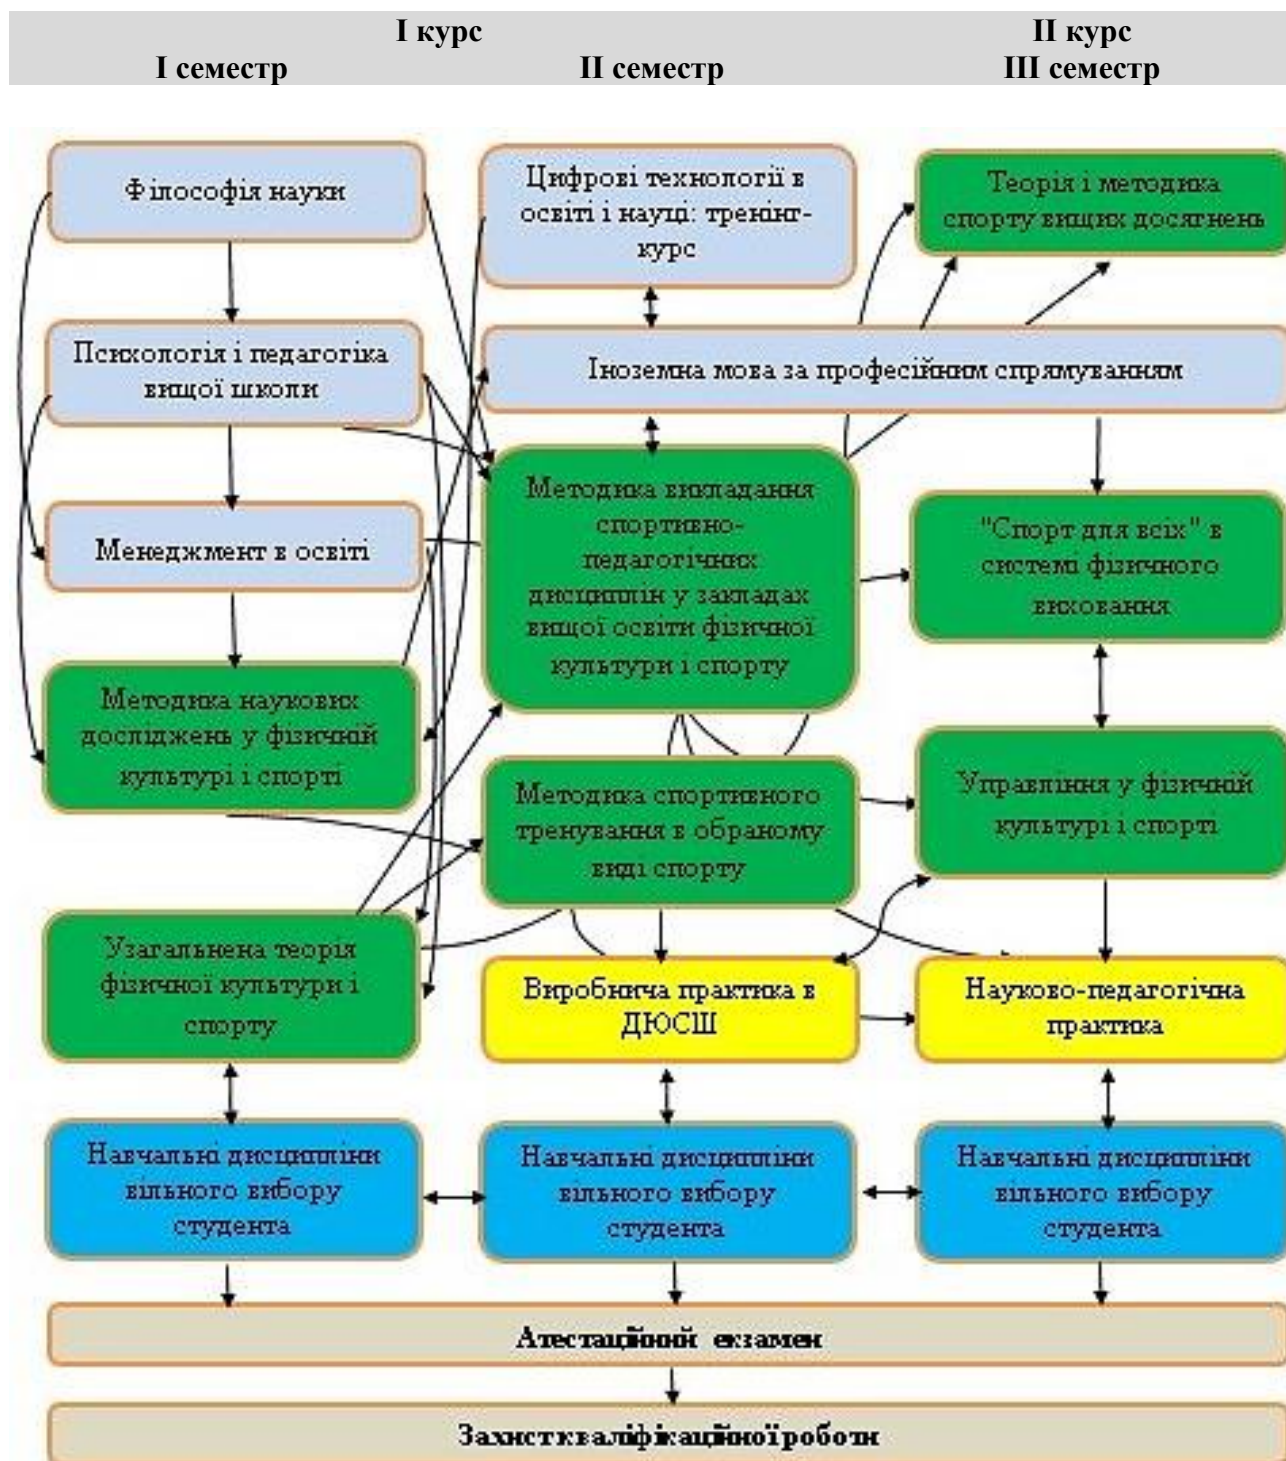 І курс
ІІ курс
І семестр
ІІ семестр
ІІІ семестр
Філософія науки
Цифрові технології в
освіті і науці: тренінг-
курс
Теорія і методика
спорту вищих досягнень
Психологія і педагогіка
вищої школи
Іноземна мова за професійним спрямуванням
Менеджмент в освіті
Методика викладання
спортивно-
педагогічних
дисциплін у закладах
вищої освіти фізичної
культури і спорту
"Спорт для всіх" в
системі фізичного
виховання
Методика наукових
досліджень у фізичній
культурі і спорті
Методика спортивного
тренування в обраному
виді спорту
Управління у фізичній
культурі і спорті
Узагальнена теорія
фізичної культури і
спорту
Виробнича практика в
ДЮСШ
Науково-педагогічна
практика
Навчальні дисципліни
вільного вибору
студента
Навчальні дисципліни
вільного вибору
студента
Навчальні дисципліни
вільного вибору
студента
Атестаційний екзамен
Захист кваліфікаційної роботи